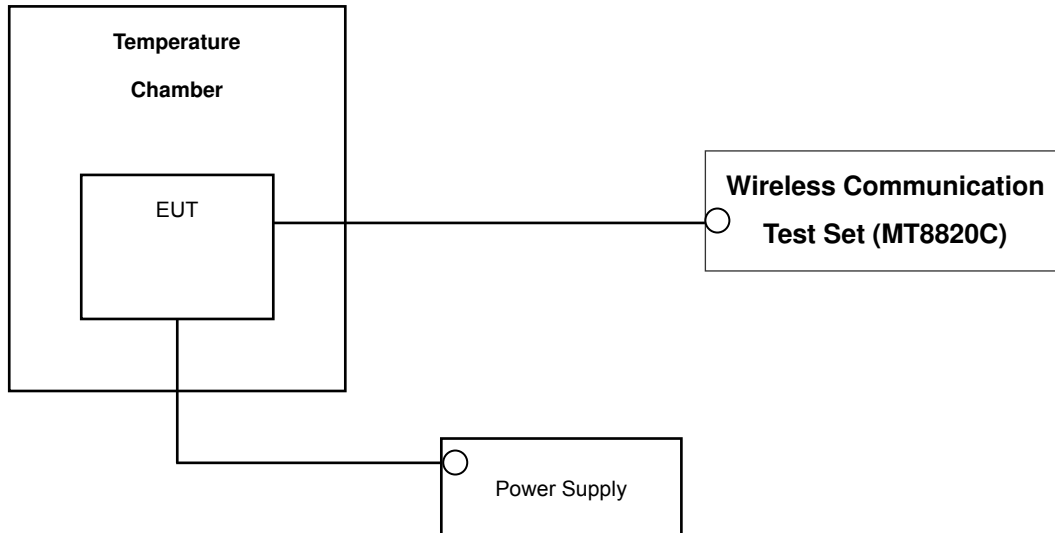 Temperature
Chamber
EUT
Wireless Communication
Test Set (MT8820C)
Power Supply